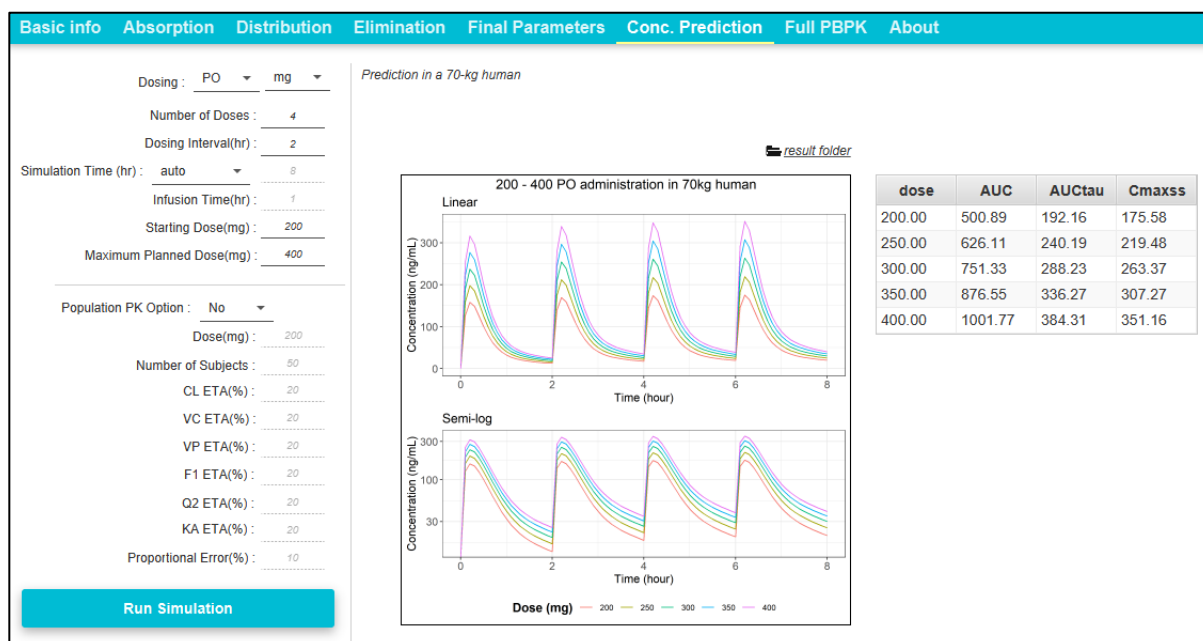 Basic info Absorption Distribution Elimination Final Parameters Conc. Prediction Full PBPK About
Dosing : PO mg
Number of Doses : 4
Dosing Interval(hr) : 2
Simulation Time (hr) : auto 8
Infusion Time(hr) : 1
Starting Dose(mg) : 200
Maximum Planned Dose(mg) : 400
Population PK Option : No
Dose(mg) : 200
Number of Subjects : 50
CL ETA(%) : 20
VC ETA(%) : 20
VP ETA(%) : 20
F1 ETA(%) : 20
Q2 ETA(%) : 20
KA ETA(%) : 20
Proportional Error(%) : 10
Run Simulation
Prediction in a 70-kg human
result folder
200 - 400 PO administration in 70kg human
Linear
Concentration (ng/mL)
300
200
100
0
0 2 4 6 8
Time (hour)
Semi-log
Concentration (ng/mL)
300
100
30
0 2 4 6 8
Time (hour)
Dose (mg) 200 250 300 350 400
dose AUC AUCtau Cmaxss
200.00 500.89 192.16 175.58
250.00 626.11 240.19 219.48
300.00 751.33 288.23 263.37
350.00 876.55 336.27 307.27
400.00 1001.77 384.31 351.16